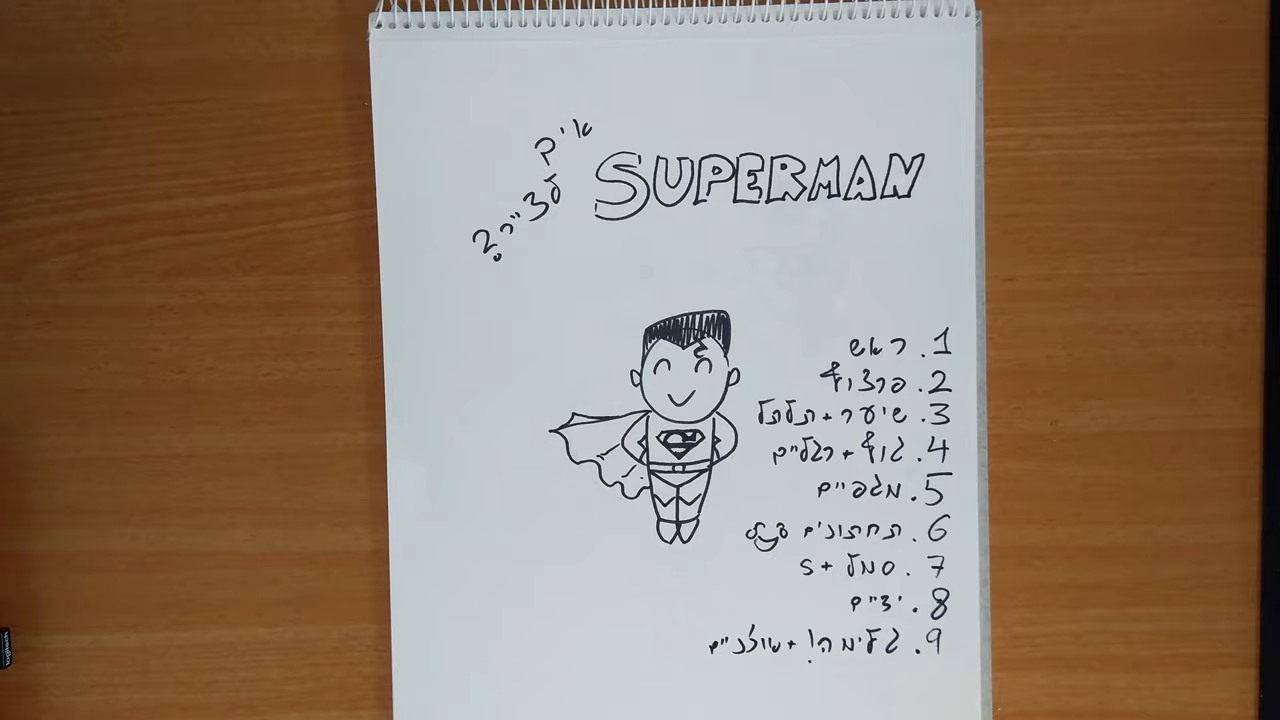 איך לצייר?
SUPERMAN
1. ראש
2. פרצוף
3. שיער + תלתל
4. גוף + רגליים
5. מגפיים
6. תחתונים
7. סמל + S
8. ידיים
9. גלימה! +
logitech